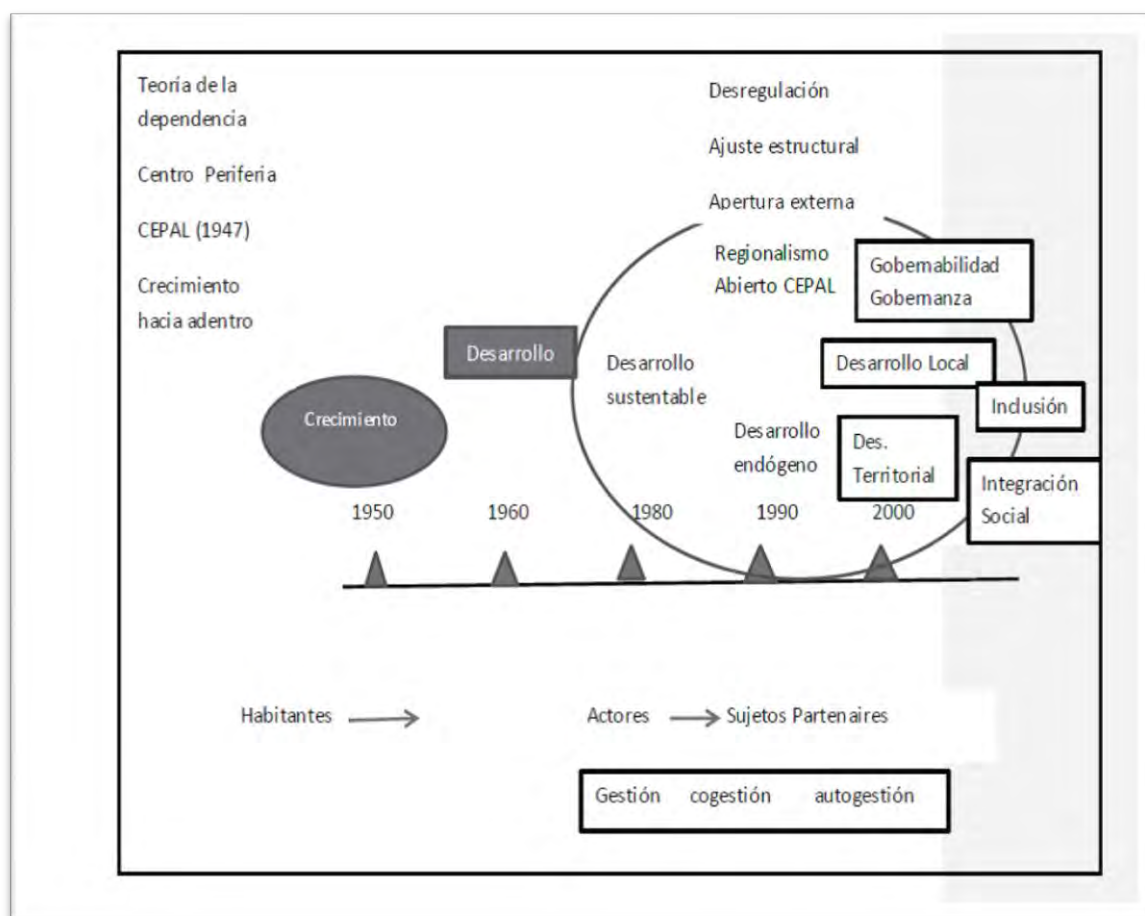 Teoría de la
dependencia
Centro Periferia
CEPAL (1947)
Crecimiento
hacia adentro
Desregulación
Ajuste estructural
Apertura externa
Regionalismo
Abierto CEPAL
Gobernabilidad
Gobernanza
Desarrollo
Desarrollo
sustentable
Desarrollo Local
Inclusión
Crecimiento
Desarrollo
endógeno
Des.
Territorial
Integración
Social
1950 1960 1980 1990 2000
Habitantes Actores Sujetos Partenaires
Gestión cogestión autogestión